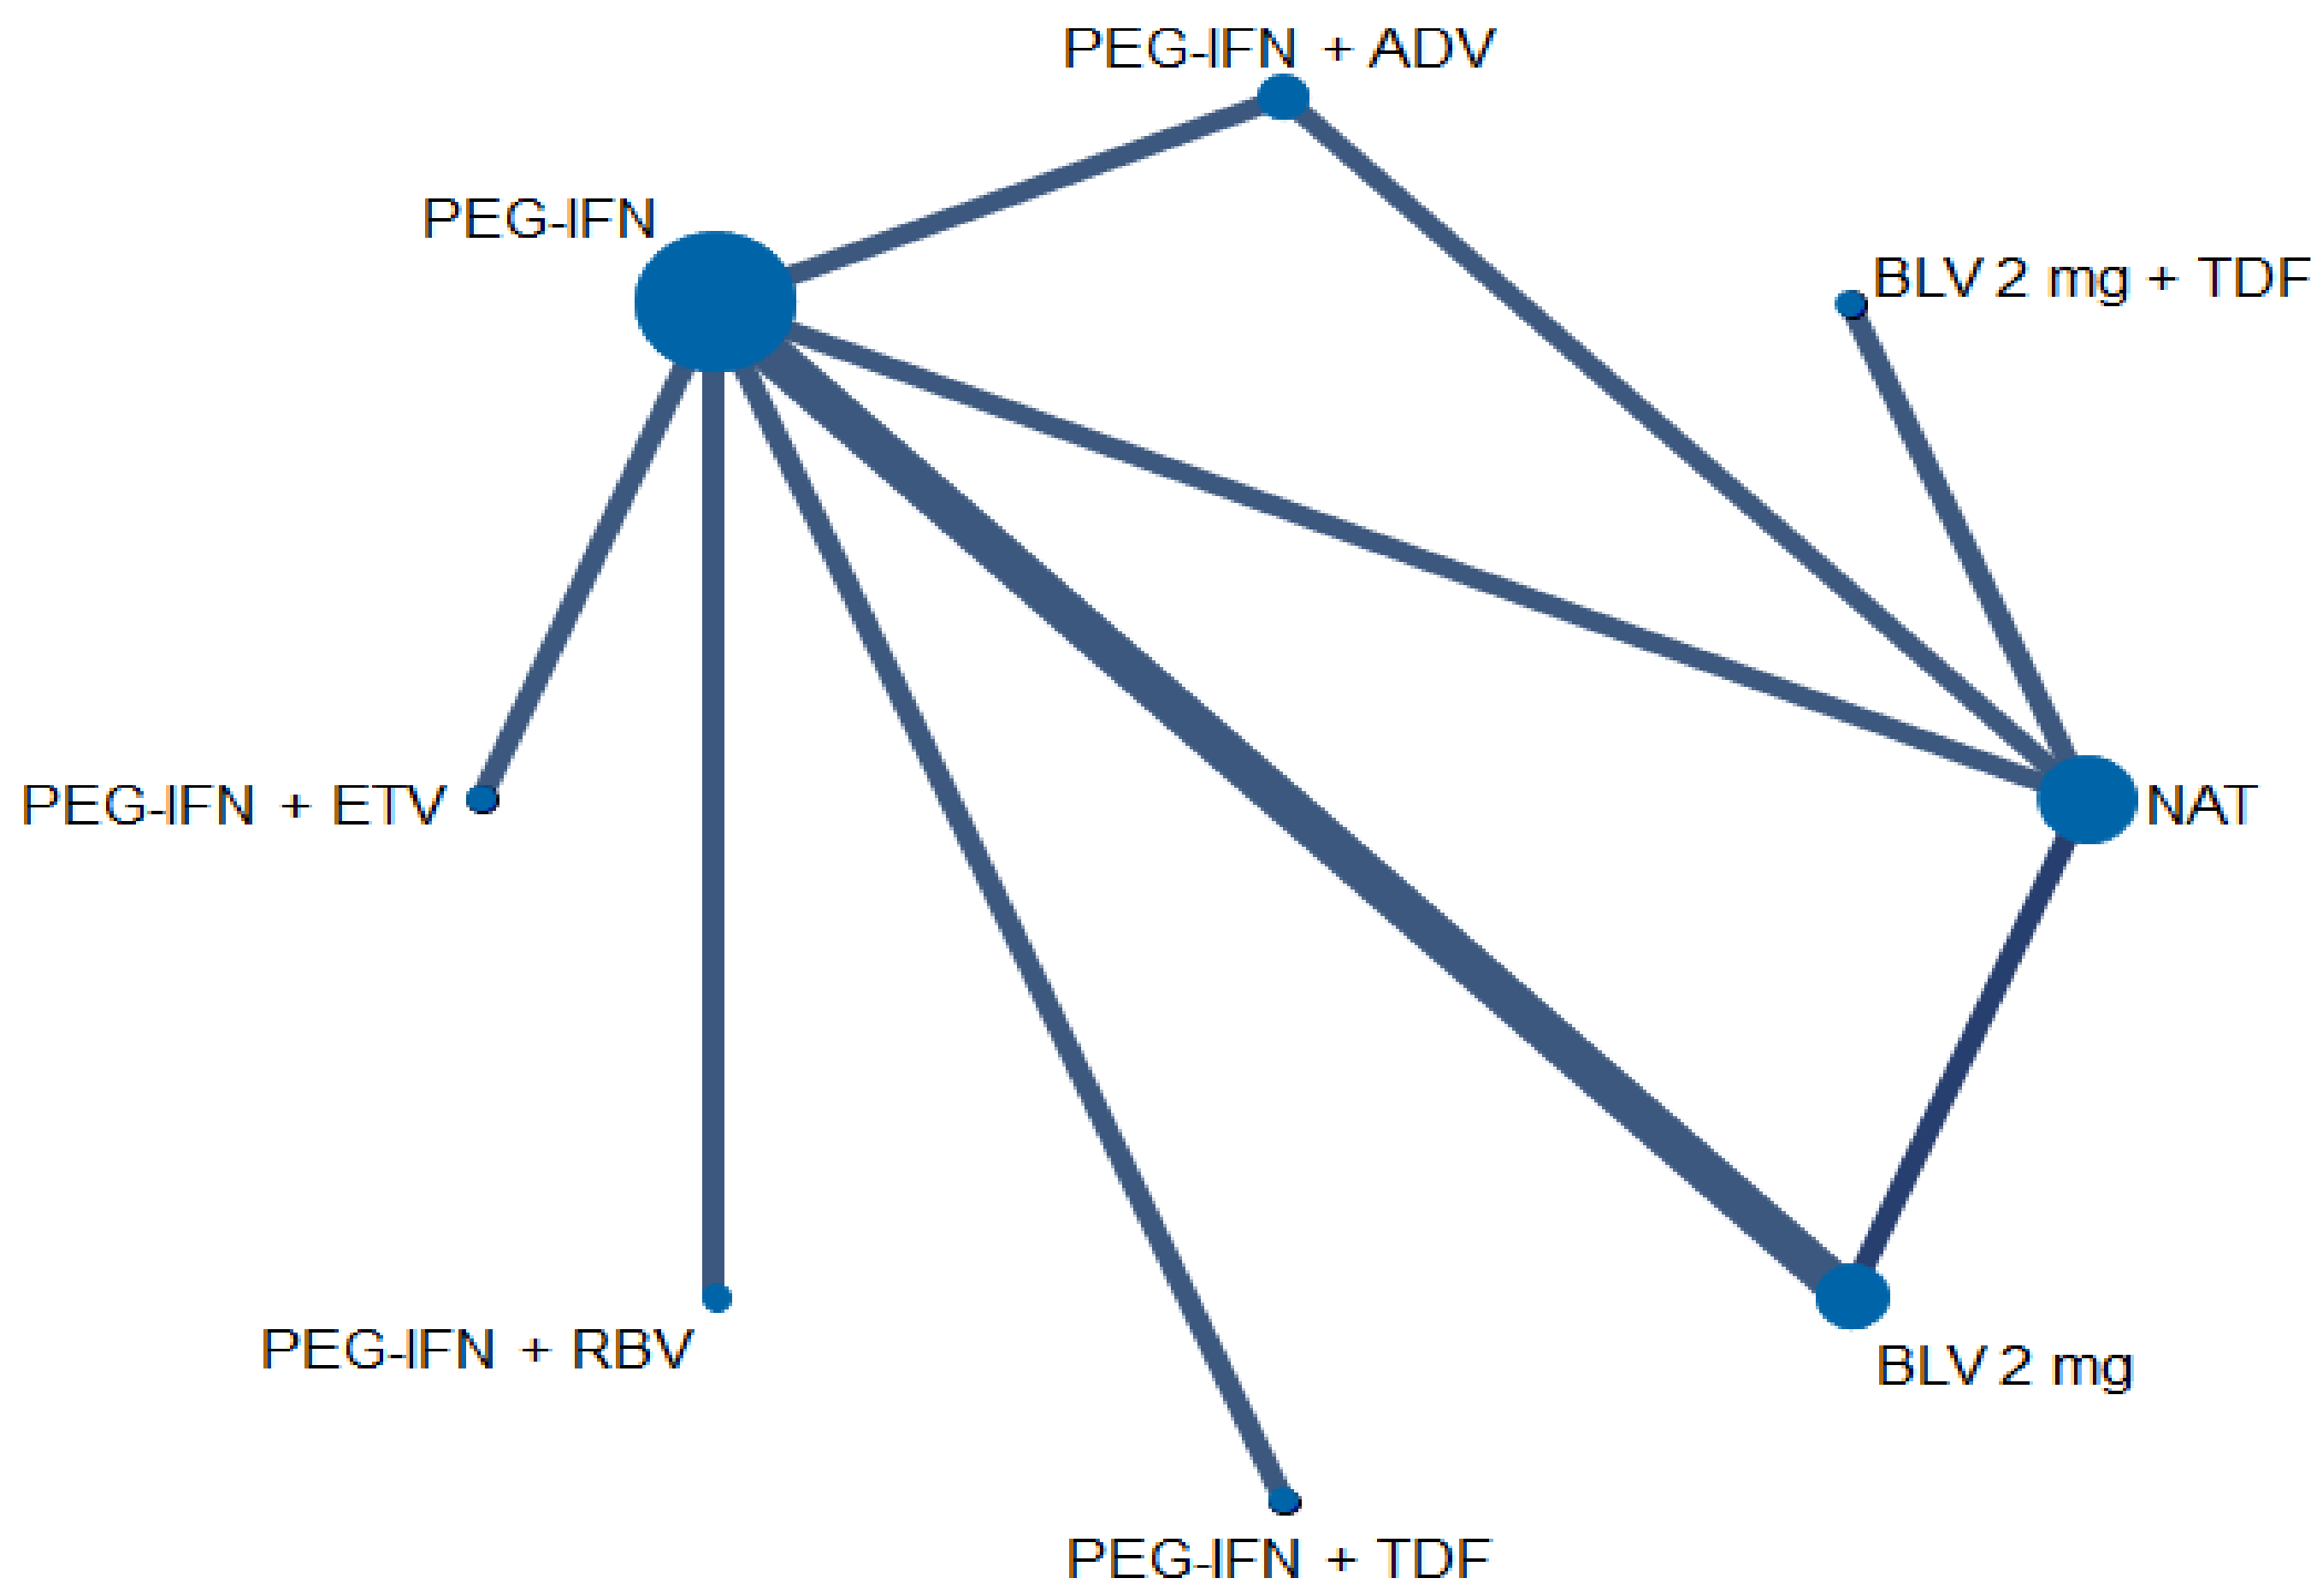 PEG-IFN + ADV
PEG-IFN
BLV 2 mg + TDF
PEG-IFN + ETV
NAT
PEG-IFN + RBV
BLV 2 mg
PEG-IFN + TDF